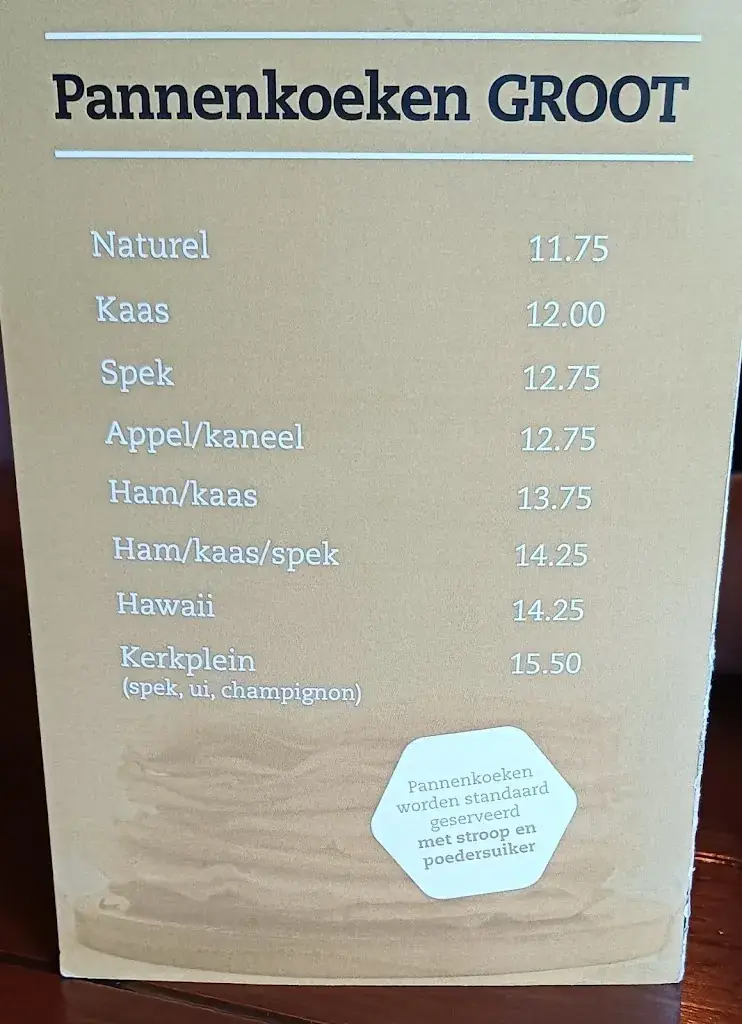 Pannenkoeken GROOT
Naturel 11.75
Kaas 12.00
Spek 12.75
Appel/kaneel 12.75
Ham/kaas 13.75
Ham/kaas/spek 14.25
Hawaii 14.25
Kerkplein 15.50
(spek, ui, champignon)
Pannenkoeken
worden standaard
geserveerd
met stroop en
poedersuiker